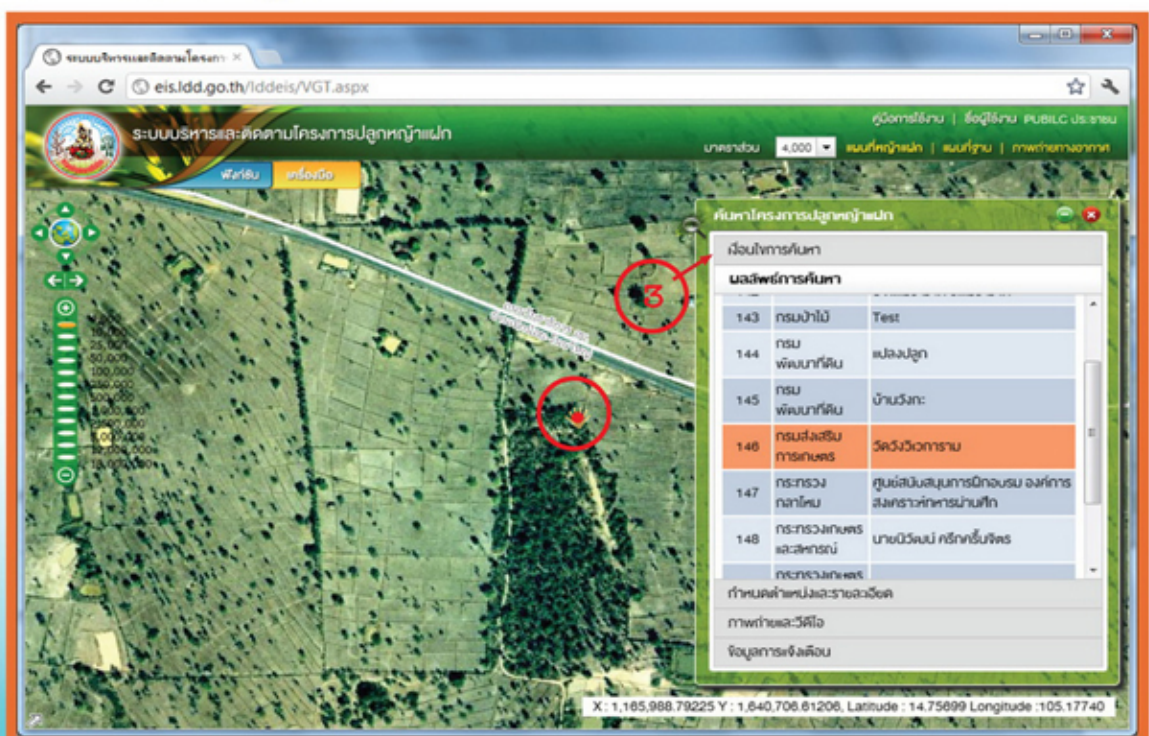 ระบบบริหารและติดตามโครงกา
eis.ldd.go.th/lddeis/VGT.aspx
ระบบบริหารและติดตามโครงการปลูกหญ้าแฝก
คู่มือการใช้งาน | ชื่อผู้ใช้งาน PUBILC ประชาชน
มาตราส่วน 4,000 แผนที่หญ้าแฝก | แผนที่ฐาน | ภาพถ่ายทางอากาศ
ฟังก์ชัน เครื่องมือ
ค้นหาโครงการปลูกหญ้าแฝก
เงื่อนไขการค้นหา
ผลลัพธ์การค้นหา
3
143 กรมป่าไม้ Test
144 กรม
พัฒนาที่ดิน แปลงปลูก
145 กรม
พัฒนาที่ดิน บ้านวังกะ
146 กรมส่งเสริม
การเกษตร วัดวังวิเวการาม
147 กระทรวง
กลาโหม ศูนย์สนับสนุนการฝึกอบรม องค์การ
สงเคราะห์ทหารผ่านศึก
148 กระทรวงเกษตร
และสหกรณ์ นายนิวัฒน์ ศรีกครื้นจิตร
กระทรวงเกษตร
กำหนดตำแหน่งและรายละเอียด
ภาพถ่ายและวีดีโอ
ข้อมูลการแจ้งเตือน
25,000
50,000
100,000
250,000
500,000
X : 1,165,988.79225 Y : 1,640,706.61206, Latitude : 14.75699 Longitude :105.17740